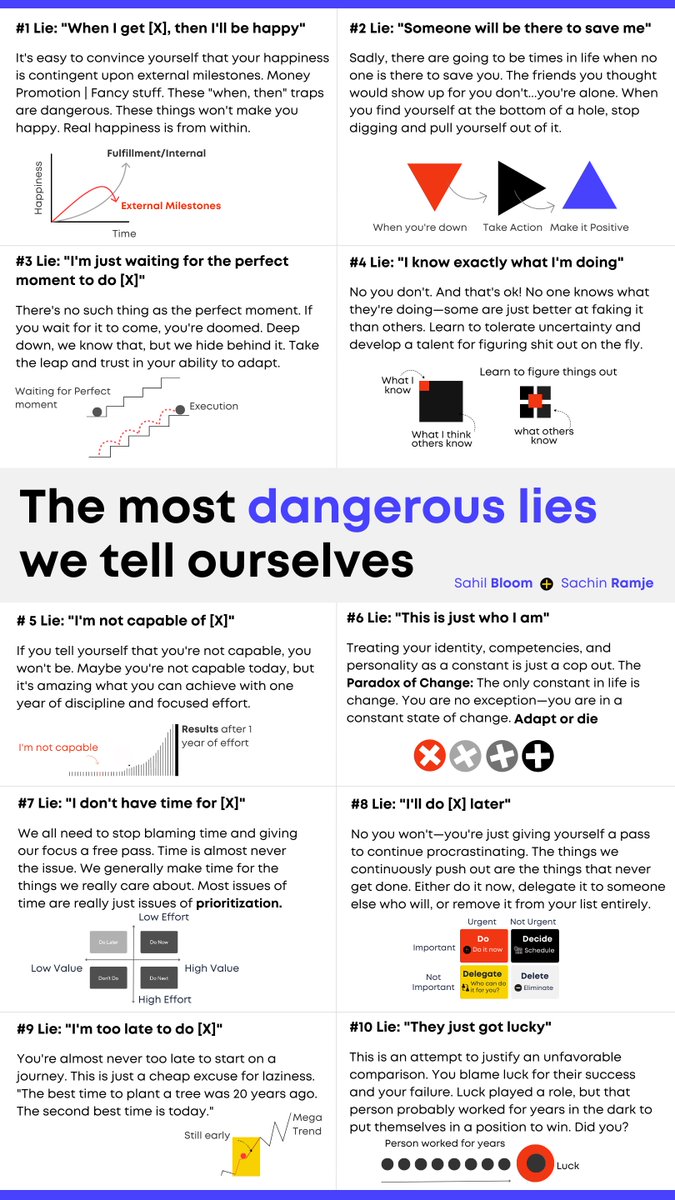 #1 Lie: "When I get [X], then I'll be happy"
It's easy to convince yourself that your happiness
is contingent upon external milestones. Money
Promotion | Fancy stuff. These "when, then" traps
are dangerous. These things won't make you
happy. Real happiness is from within.
Fulfillment/Internal
Happiness
External Milestones
Time
#2 Lie: "Someone will be there to save me"
Sadly, there are going to be times in life when no
one is there to save you. The friends you thought
would show up for you don't...you're alone. When
you find yourself at the bottom of a hole, stop
digging and pull yourself out of it.
When you're down
Take Action
Make it Positive
#3 Lie: "I'm just waiting for the perfect
moment to do [X]"
There's no such thing as the perfect moment. If
you wait for it to come, you're doomed. Deep
down, we know that, but we hide behind it. Take
the leap and trust in your ability to adapt.
Waiting for Perfect
moment
Execution
#4 Lie: "I know exactly what I'm doing"
No you don't. And that's ok! No one knows what
they're doing—some are just better at faking it
than others. Learn to tolerate uncertainty and
develop a talent for figuring shit out on the fly.
What I
know
Learn to figure things out
What I think
others know
what others
know
The most dangerous lies
we tell ourselves
Sahil Bloom + Sachin Ramje
# 5 Lie: "I'm not capable of [X]"
If you tell yourself that you're not capable, you
won't be. Maybe you're not capable today, but
it's amazing what you can achieve with one
year of discipline and focused effort.
I'm not capable
Results after 1
year of effort
#6 Lie: "This is just who I am"
Treating your identity, competencies, and
personality as a constant is just a cop out. The
Paradox of Change: The only constant in life is
change. You are no exception—you are in a
constant state of change. Adapt or die
#7 Lie: "I don't have time for [X]"
We all need to stop blaming time and giving
our focus a free pass. Time is almost never
the issue. We generally make time for the
things we really care about. Most issues of
time are really just issues of prioritization.
Low Effort
Do Later
Do Now
Low Value
High Value
Don't Do
Do Next
High Effort
#8 Lie: "I'll do [X] later"
No you won't—you're just giving yourself a pass
to continue procrastinating. The things we
continuously push out are the things that never
get done. Either do it now, delegate it to someone
else who will, or remove it from your list entirely.
Urgent
Not Urgent
Important
Do
Do it now
Decide
Schedule
Not
Important
Delegate
Who can do
it for you?
Delete
Eliminate
#9 Lie: "I'm too late to do [X]"
You're almost never too late to start on a
journey. This is just a cheap excuse for laziness.
"The best time to plant a tree was 20 years ago.
The second best time is today."
Still early
Mega
Trend
#10 Lie: "They just got lucky"
This is an attempt to justify an unfavorable
comparison. You blame luck for their success
and your failure. Luck played a role, but that
person probably worked for years in the dark to
put themselves in a position to win. Did you?
Person worked for years
Luck